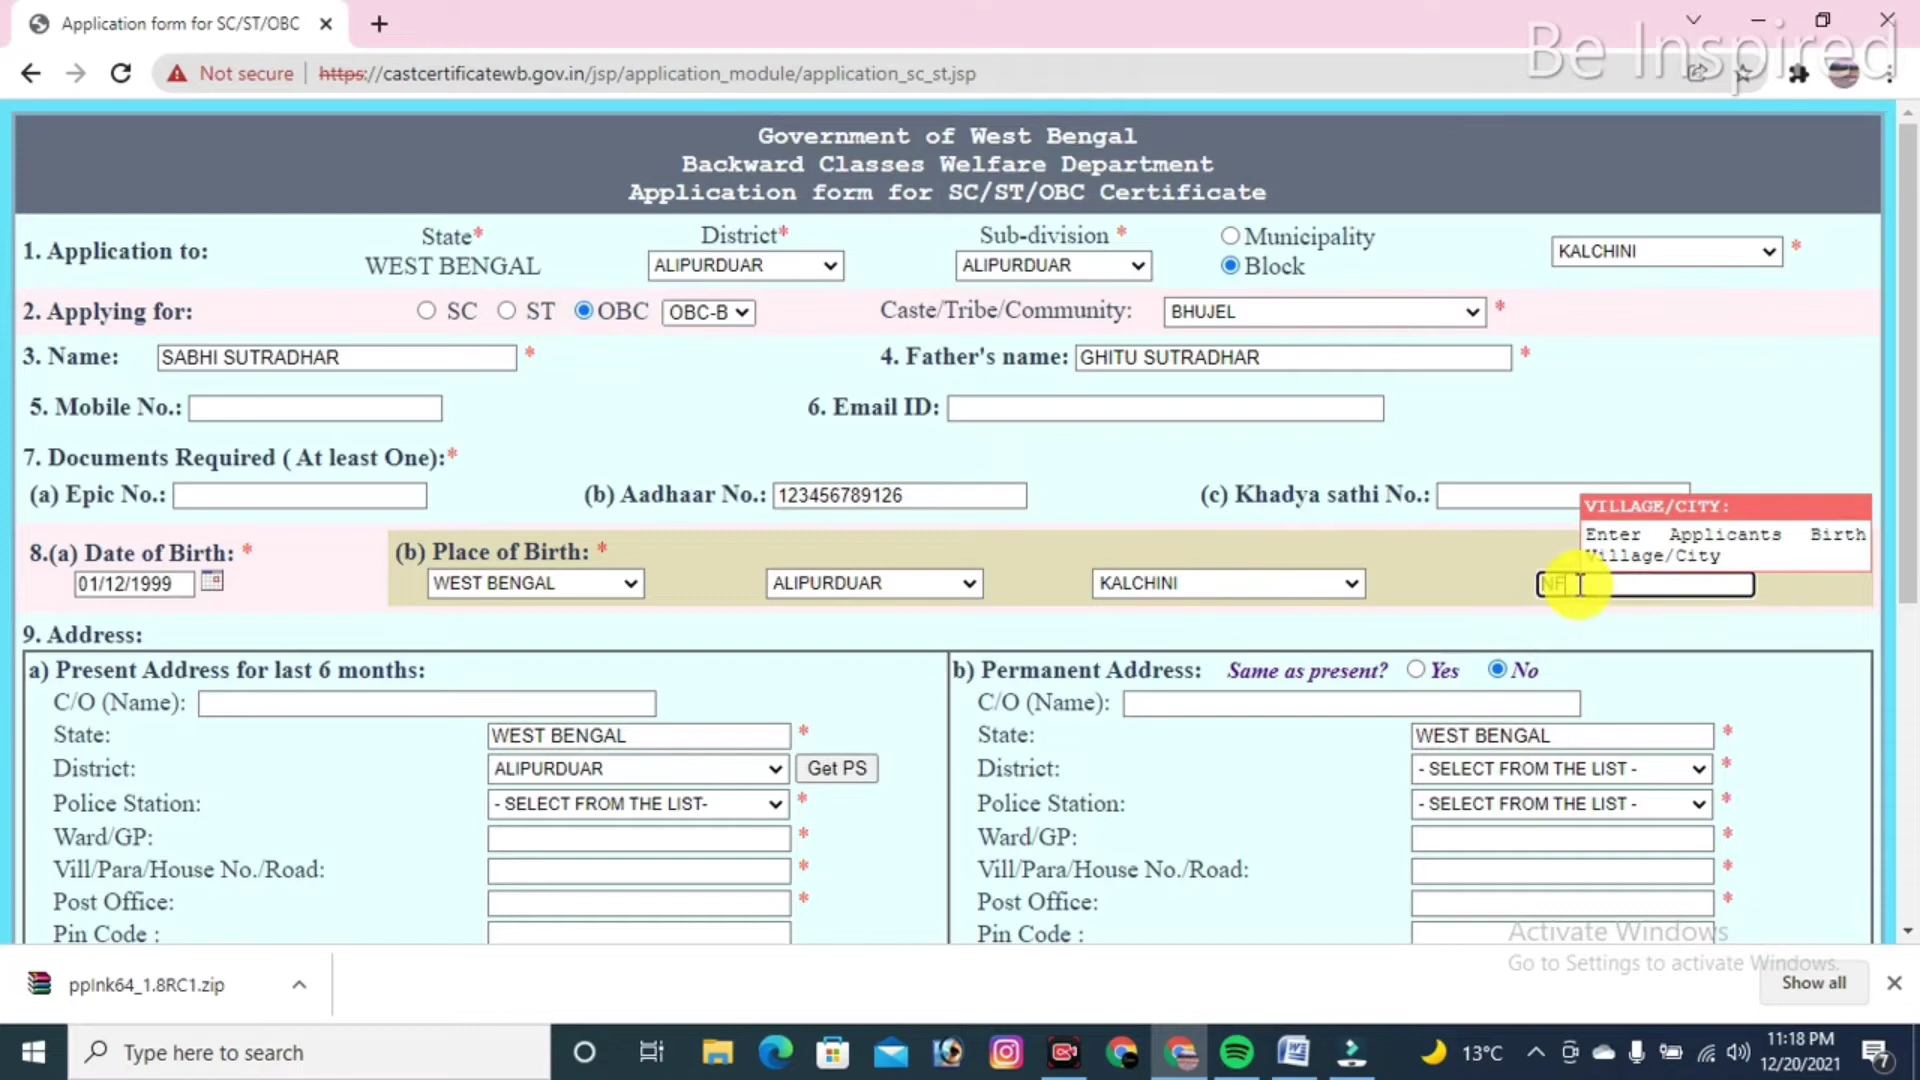 Application form for SC/ST/OBC
Be Inspired
Not secure https://castcertificatewb.gov.in/jsp/application_module/application_sc_st.jsp
Government of West Bengal
Backward Classes Welfare Department
Application form for SC/ST/OBC Certificate
1. Application to: State* WEST BENGAL District* ALIPURDUAR Sub-division * ALIPURDUAR Municipality Block KALCHINI *
2. Applying for: SC ST OBC OBC-B Caste/Tribe/Community: BHUJEL *
3. Name: SABHI SUTRADHAR * 4. Father's name: GHITU SUTRADHAR *
5. Mobile No.: 6. Email ID:
7. Documents Required ( At least One):*
(a) Epic No.: (b) Aadhaar No.: 123456789126 (c) Khadya sathi No.:
VILLAGE/CITY:
Enter Applicants Birth
Village/City
8.(a) Date of Birth: * (b) Place of Birth: *
01/12/1999 WEST BENGAL ALIPURDUAR KALCHINI NF
9. Address:
a) Present Address for last 6 months: b) Permanent Address: Same as present? Yes No
C/O (Name): C/O (Name):
State: WEST BENGAL * State: WEST BENGAL *
District: ALIPURDUAR Get PS District: - SELECT FROM THE LIST - *
Police Station: - SELECT FROM THE LIST- * Police Station: - SELECT FROM THE LIST - *
Ward/GP: * Ward/GP: *
Vill/Para/House No./Road: * Vill/Para/House No./Road: *
Post Office: * Post Office: *
Pin Code : Pin Code :
Activate Windows
Go to Settings to activate Windows.
ppInk64_1.8RC1.zip Show all
Type here to search 13°C 11:18 PM
12/20/2021 7